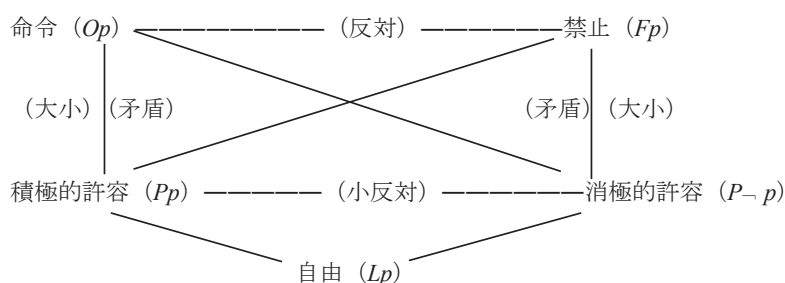 命令（Op） （反対） 禁止（Fp）
（大小）（矛盾） （矛盾）（大小）
積極的許容（Pp） （小反対） 消極的許容（P¬ p）
自由（Lp）